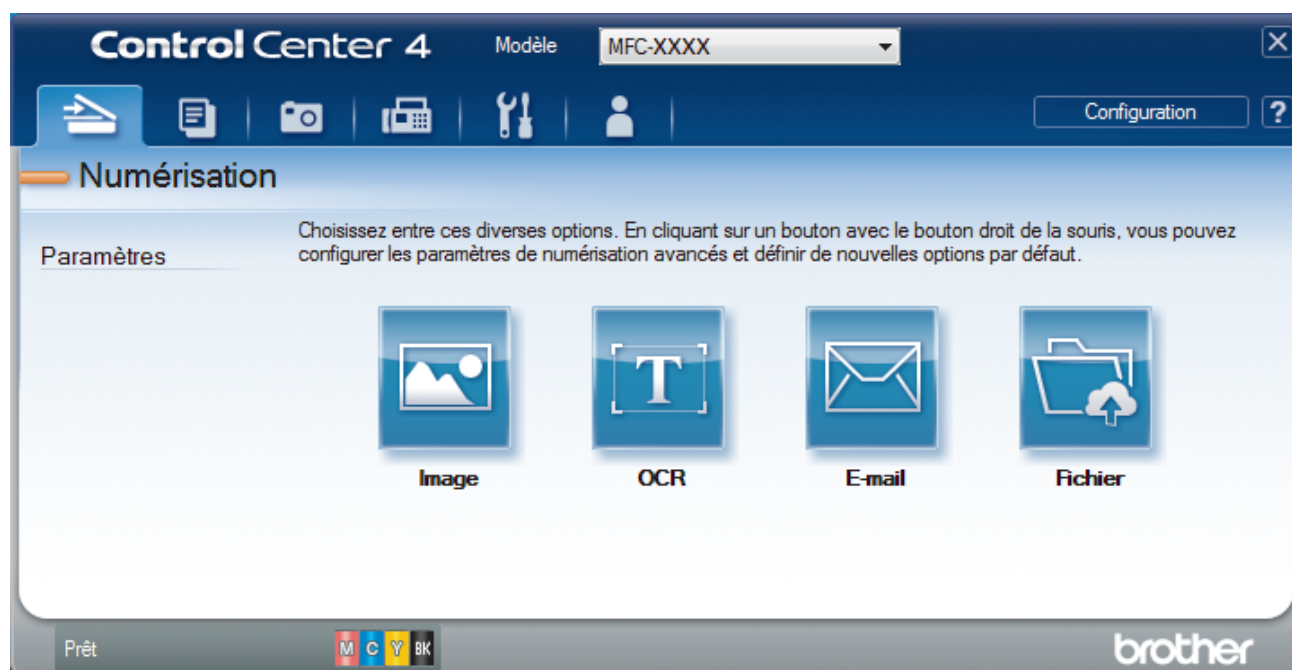 Control Center 4 Modèle MFC-XXXX
Configuration ?
Numérisation
Paramètres
Choisissez entre ces diverses options. En cliquant sur un bouton avec le bouton droit de la souris, vous pouvez
configurer les paramètres de numérisation avancés et définir de nouvelles options par défaut.
T
Image OCR E-mail Fichier
Prêt M C Y BK brother